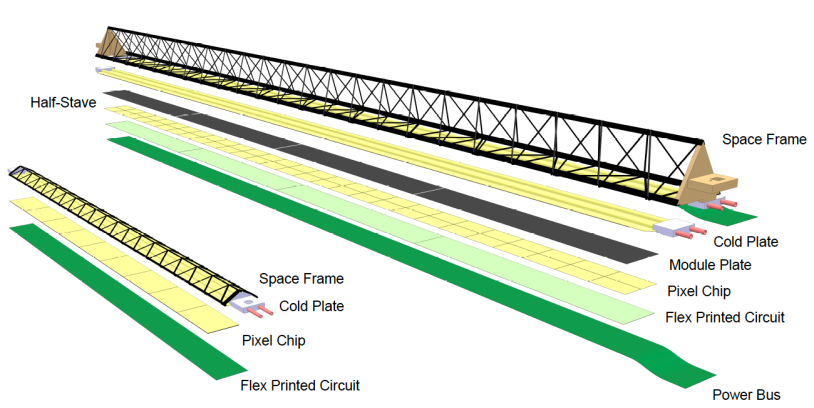 Half-Stave
Space Frame
Cold Plate
Module Plate
Pixel Chip
Flex Printed Circuit
Power Bus
Space Frame
Cold Plate
Pixel Chip
Flex Printed Circuit